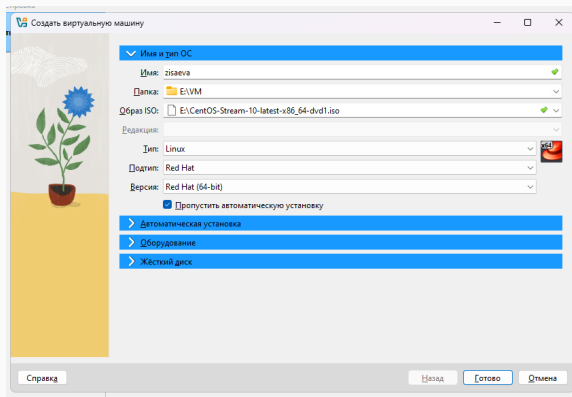 Создать виртуальную машину
Имя и тип ОС
Имя: zisaeva
Папка: E:\VM
Образ ISO: E:\CentOS-Stream-10-latest-x86_64-dvd1.iso
Редакция:
Тип: Linux
Подтип: Red Hat
Версия: Red Hat (64-bit)
Пропустить автоматическую установку
Автоматическая установка
Оборудование
Жёсткий диск
Справка Назад Готово Отмена